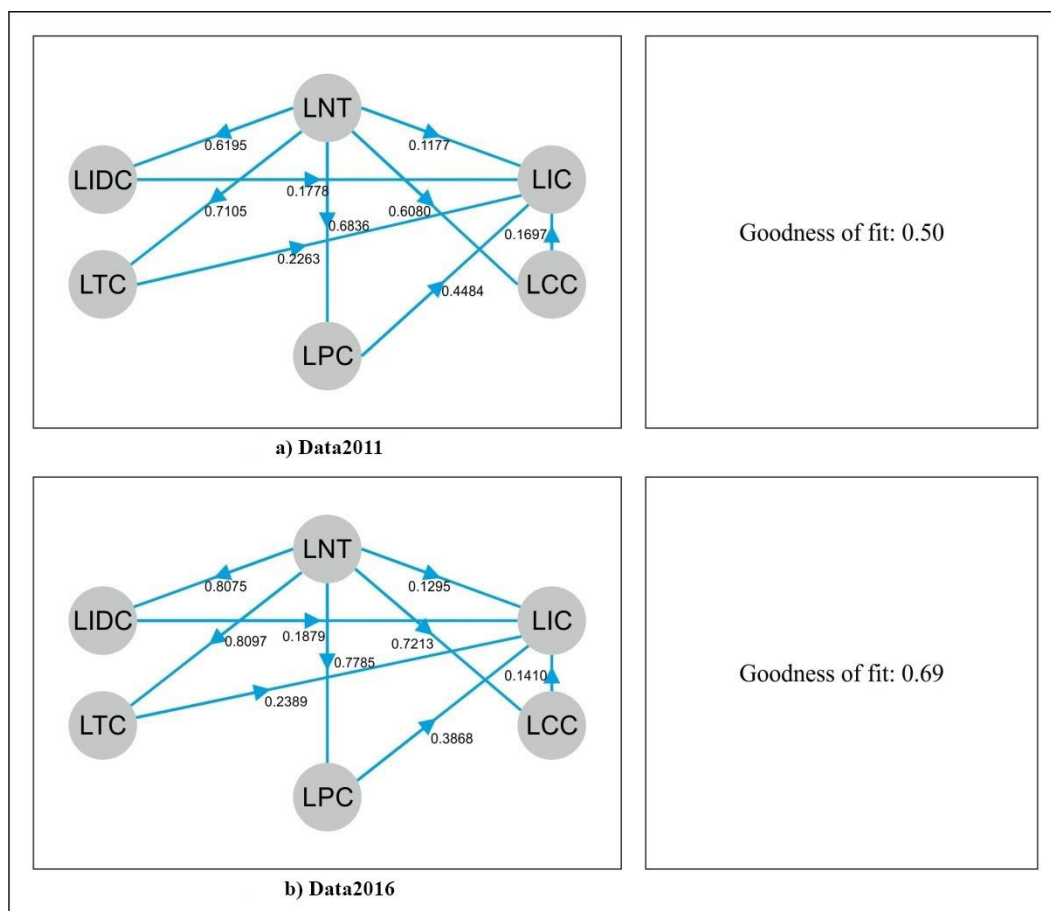 LNT
0.6195
0.1177
LIDC
LIC
0.1778
0.7105
0.6080
0.6836
0.1697
0.2263
LTC
LCC
0.4484
LPC
Goodness of fit: 0.50
a) Data2011
LNT
0.8075
0.1295
LIDC
LIC
0.1879
0.8097
0.7213
0.7785
0.1410
0.2389
LTC
LCC
0.3868
LPC
Goodness of fit: 0.69
b) Data2016